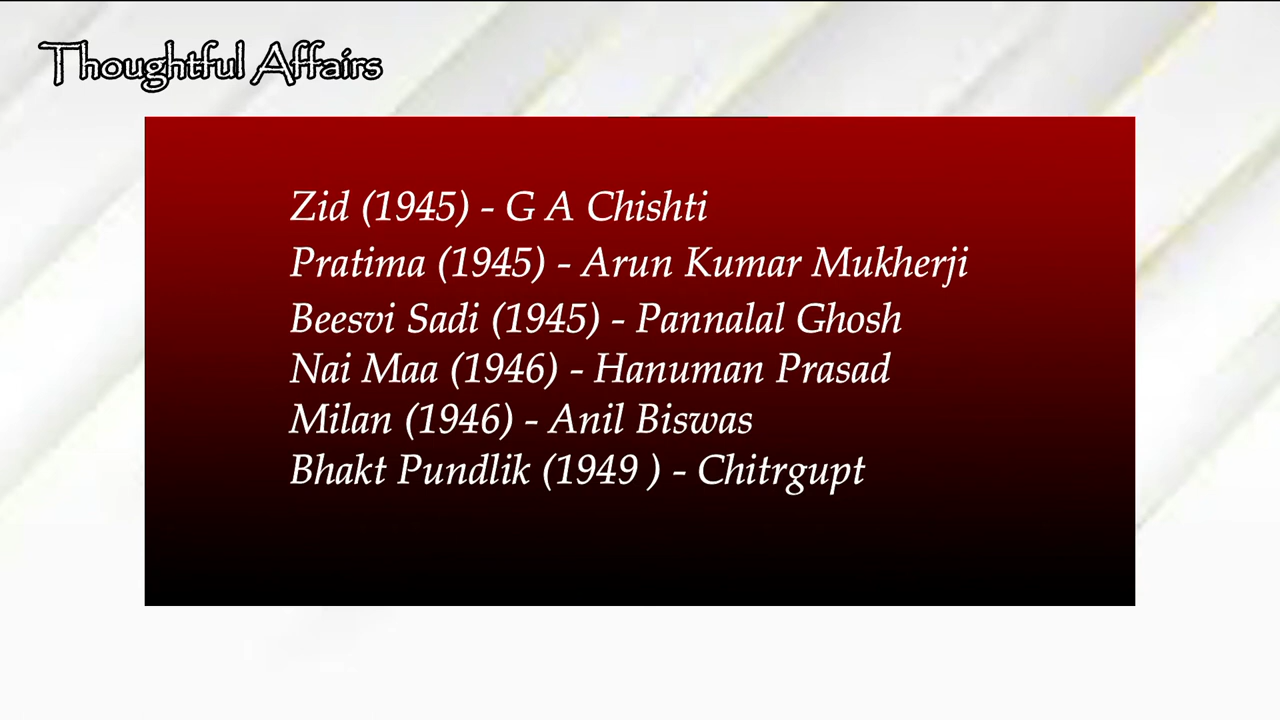 Thoughtful Affairs
Zid (1945) - G A Chishti
Pratima (1945) - Arun Kumar Mukherji
Beesvi Sadi (1945) - Pannalal Ghosh
Nai Maa (1946) - Hanuman Prasad
Milan (1946) - Anil Biswas
Bhakt Pundlik (1949 ) - Chitrgupt